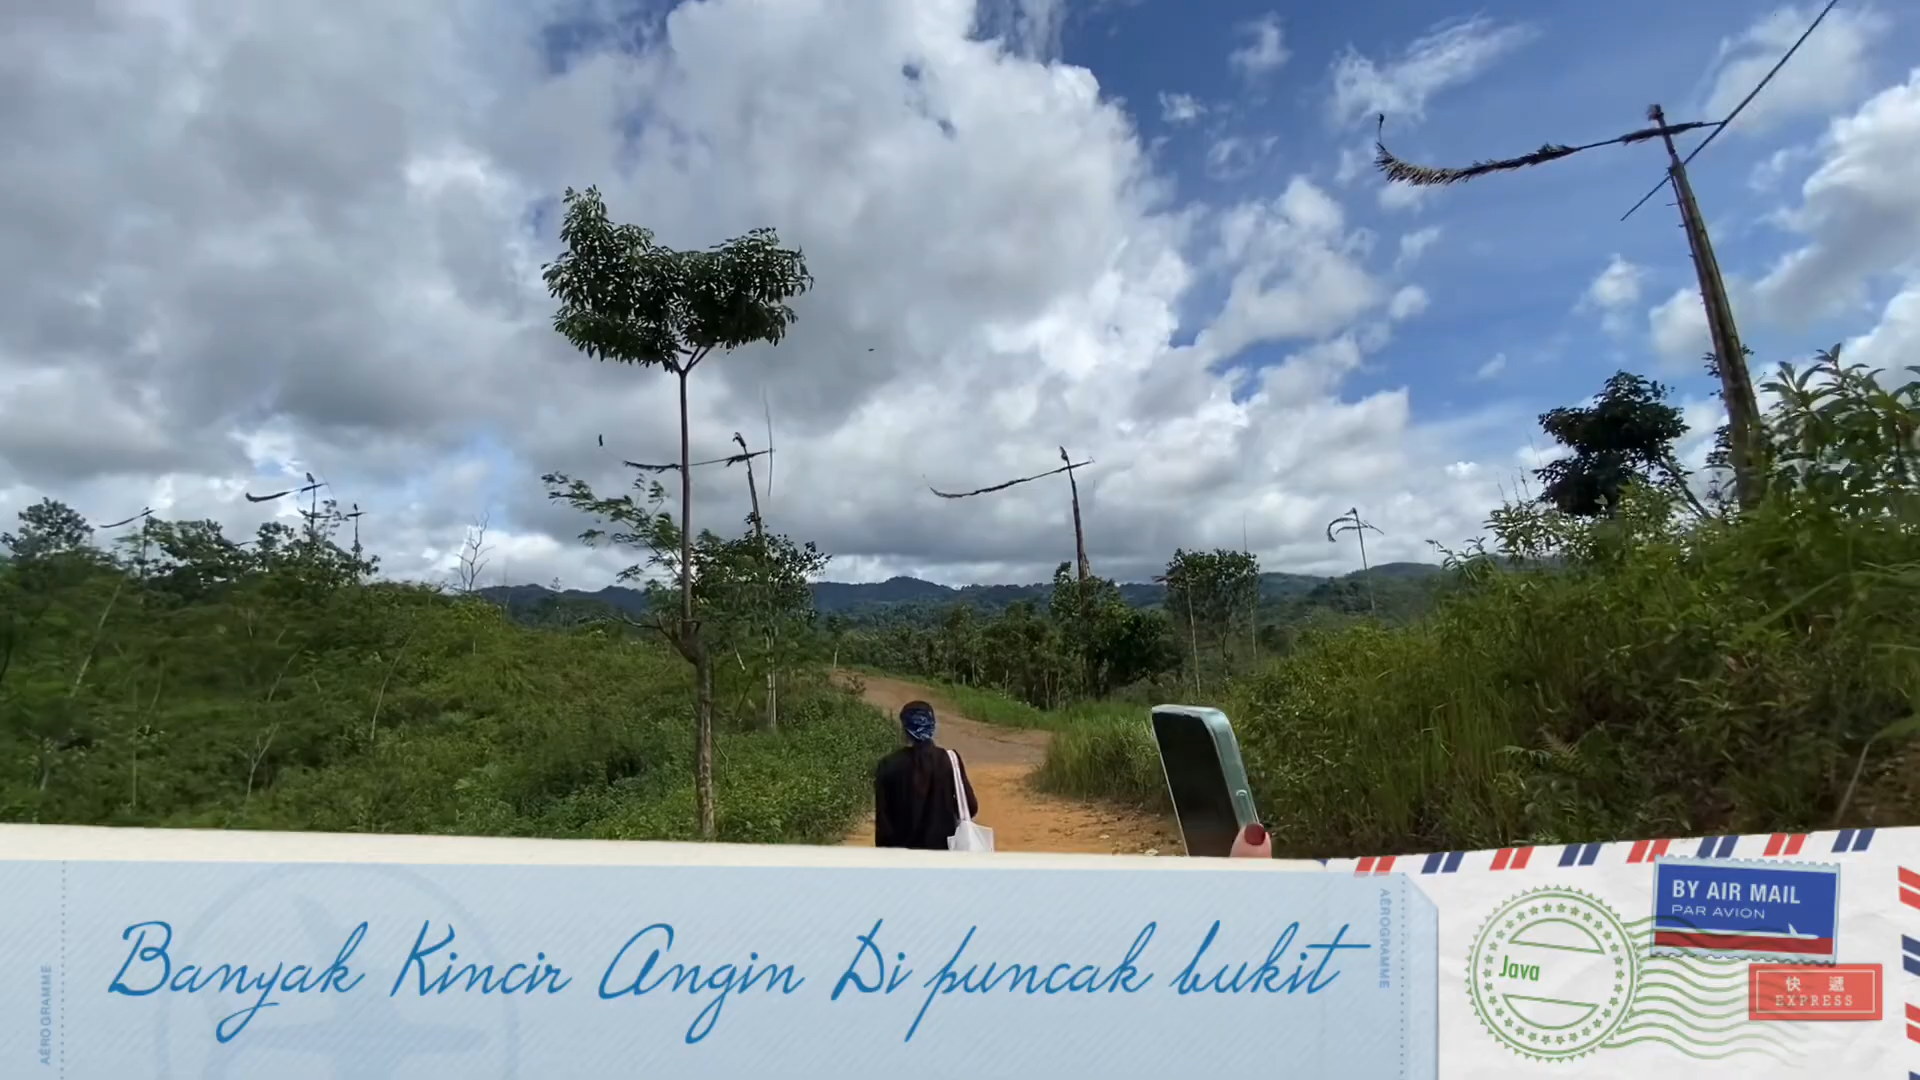 Banyak Kincir Angin Di puncak bukit
AÉROGRAMME
AÉROGRAMME
Java
BY AIR MAIL
PAR AVION
快遞
EXPRESS